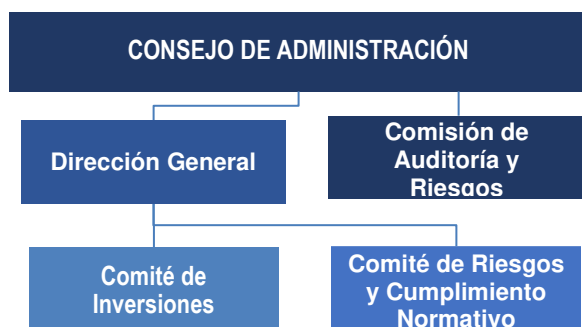 CONSEJO DE ADMINISTRACIÓN
Dirección General
Comisión de
Auditoría y
Riesgos
Comité de
Inversiones
Comité de Riesgos
y Cumplimiento
Normativo